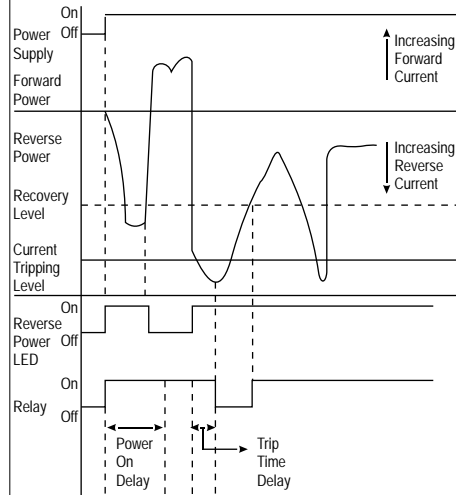 On
Power Off
Supply
Increasing
Forward
Current
Forward
Power
Reverse
Power
Increasing
Reverse
Current
Recovery
Level
Current
Tripping
Level
On
Reverse
Power Off
LED
On
Relay
Off
Power
On
Delay
Trip
Time
Delay